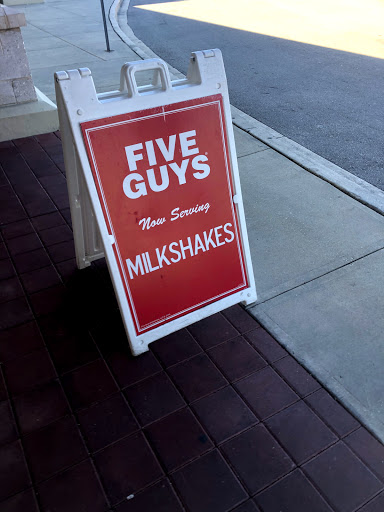 FIVE
GUYS
Now Serving
MILKSHAKES